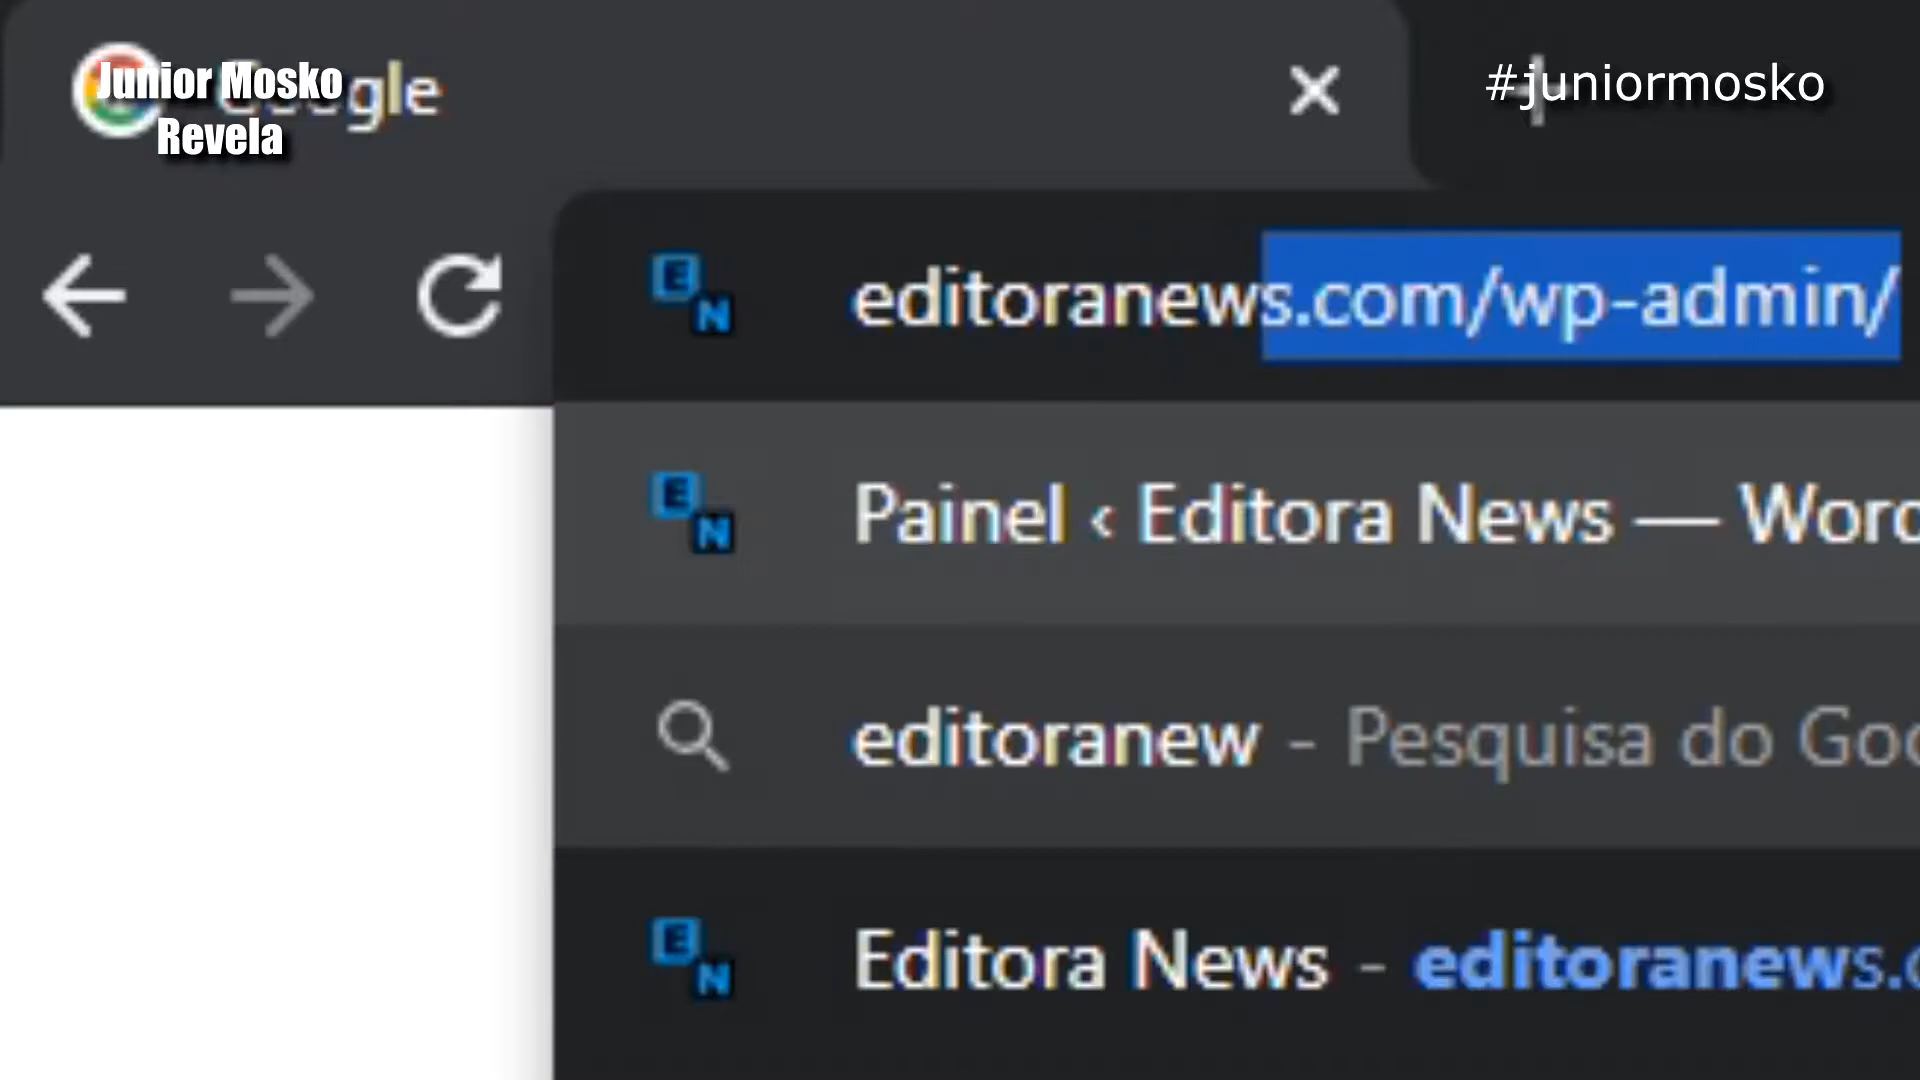 Junior Mosko
Revela
Google
#juniormosko
editoranews.com/wp-admin/
Painel ‹ Editora News — Word
editoranew - Pesquisa do Goo
Editora News - editoranews.c